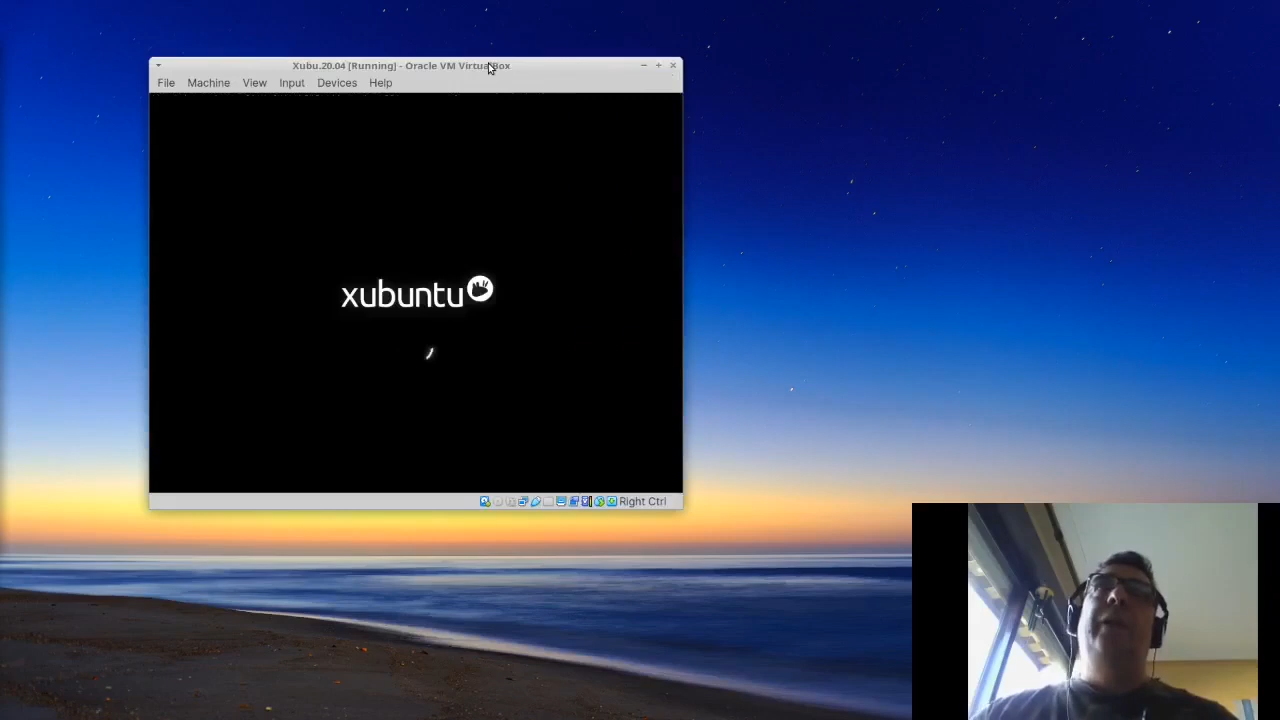 Xubu.20.04 [Running] - Oracle VM VirtualBox
File Machine View Input Devices Help
xubuntu
Right Ctrl